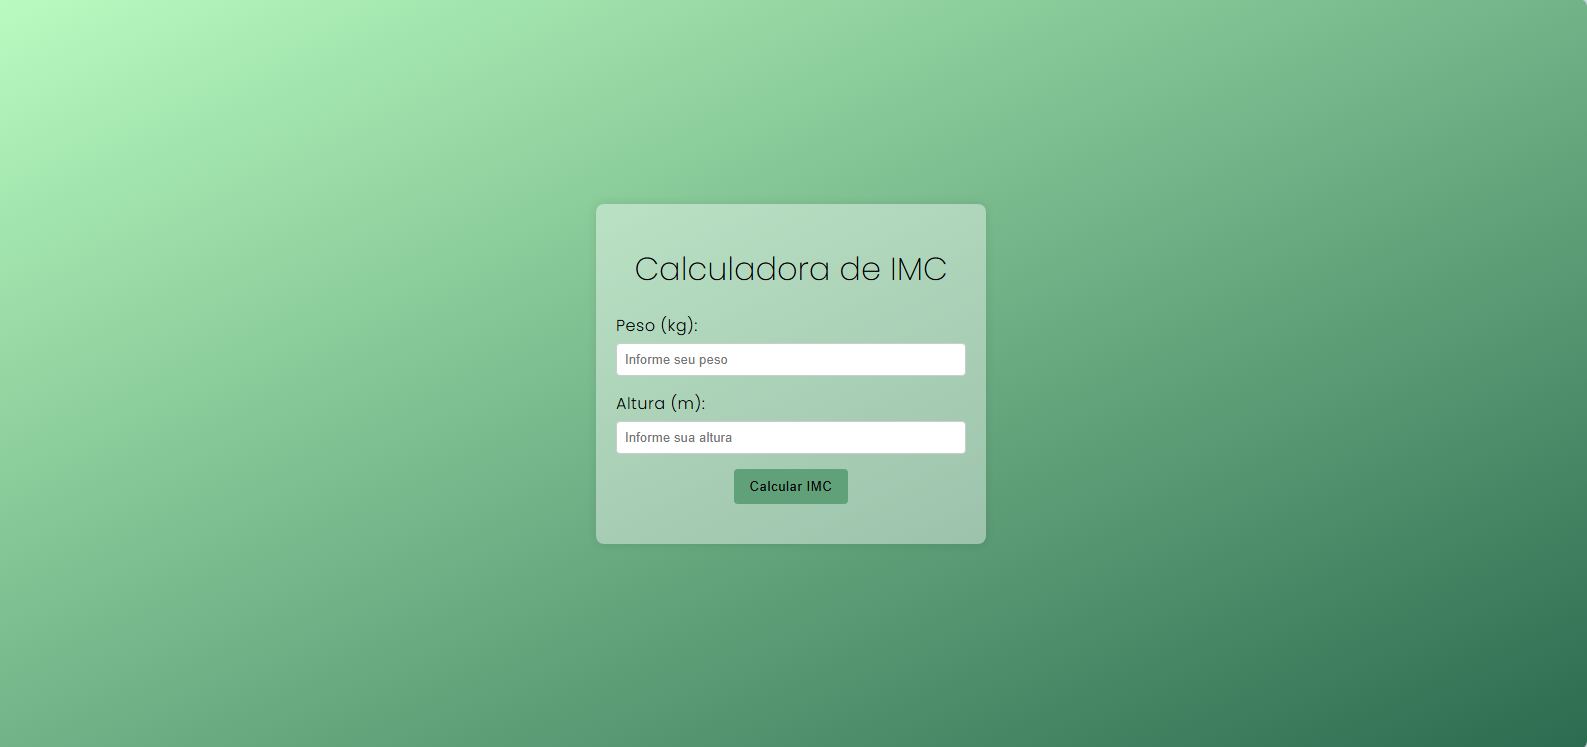 Calculadora de IMC
Peso (kg):
Informe seu peso
Altura (m):
Informe sua altura
Calcular IMC